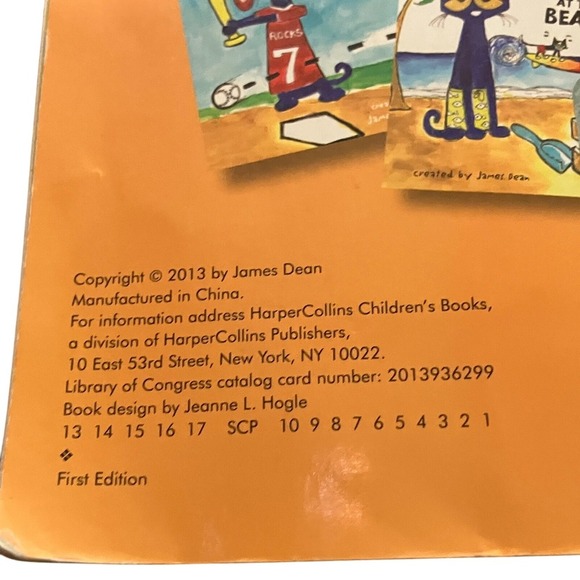 ROCKS
7
AT
BEA
created by James Dean
Copyright © 2013 by James Dean
Manufactured in China.
For information address HarperCollins Children's Books,
a division of HarperCollins Publishers,
10 East 53rd Street, New York, NY 10022.
Library of Congress catalog card number: 2013936299
Book design by Jeanne L. Hogle
13 14 15 16 17 SCP 10 9 8 7 6 5 4 3 2 1
❖
First Edition